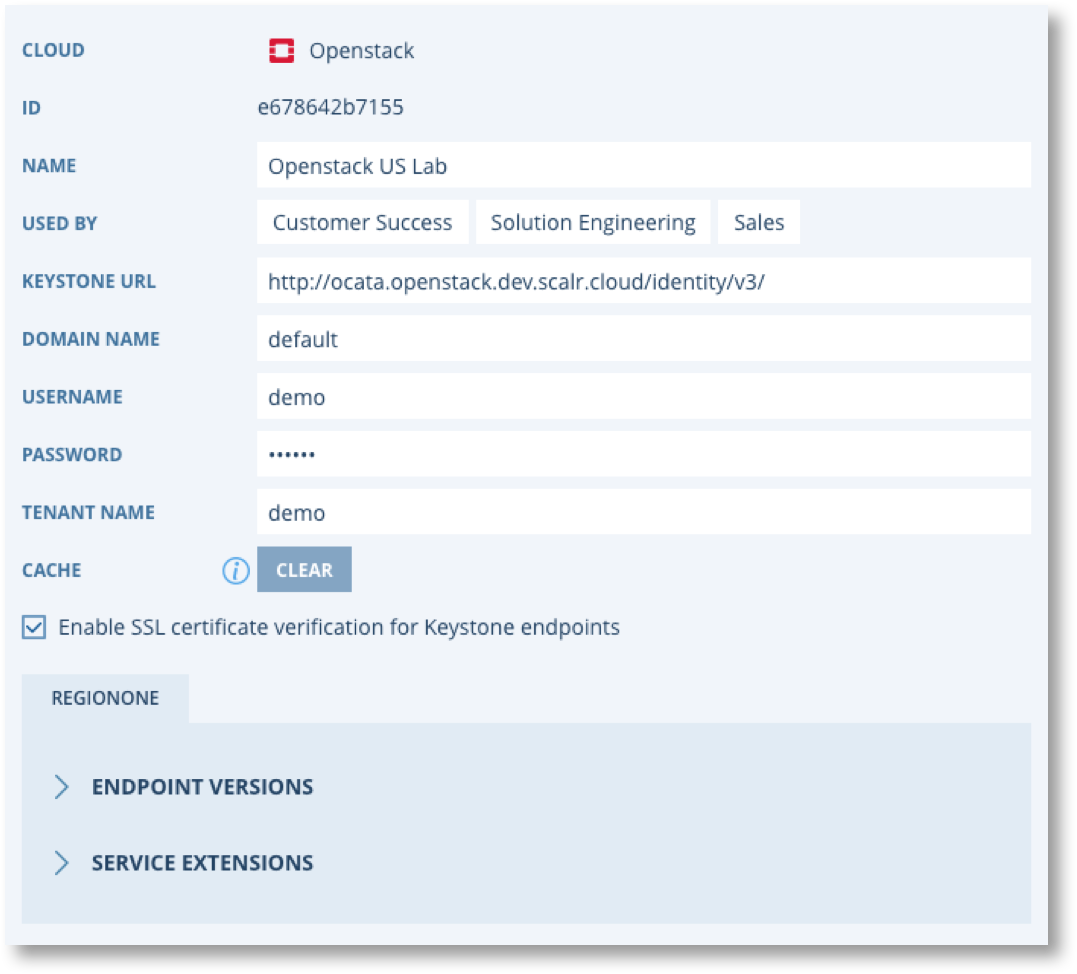 CLOUD Openstack
ID e678642b7155
NAME Openstack US Lab
USED BY Customer Success Solution Engineering Sales
KEYSTONE URL http://ocata.openstack.dev.scalr.cloud/identity/v3/
DOMAIN NAME default
USERNAME demo
PASSWORD ••••••
TENANT NAME demo
CACHE i CLEAR
Enable SSL certificate verification for Keystone endpoints
REGIONONE
ENDPOINT VERSIONS
SERVICE EXTENSIONS